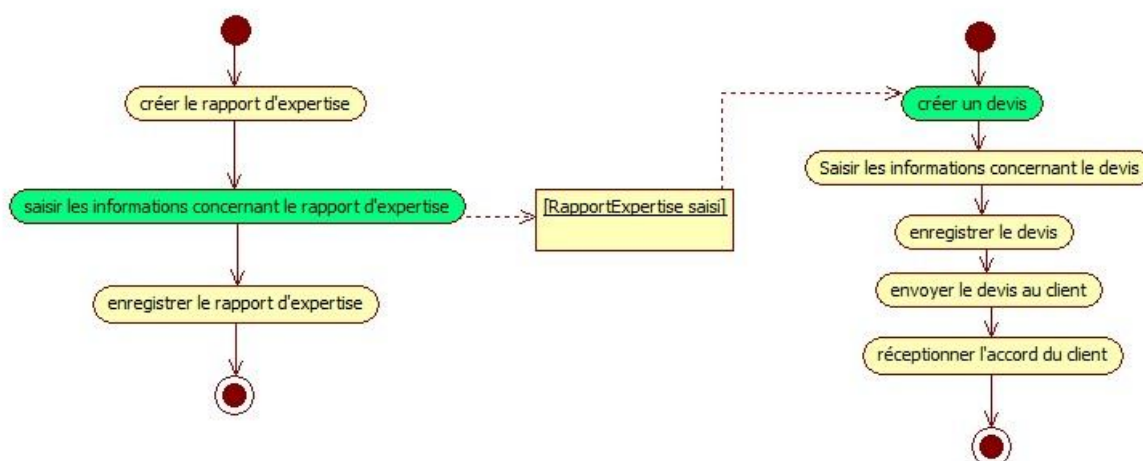 créer le rapport d'expertise
saisir les informations concernant le rapport d'expertise
enregistrer le rapport d'expertise
[RapportExpertise saisi]
créer un devis
Saisir les informations concernant le devis
enregistrer le devis
envoyer le devis au client
réceptionner l'accord du client